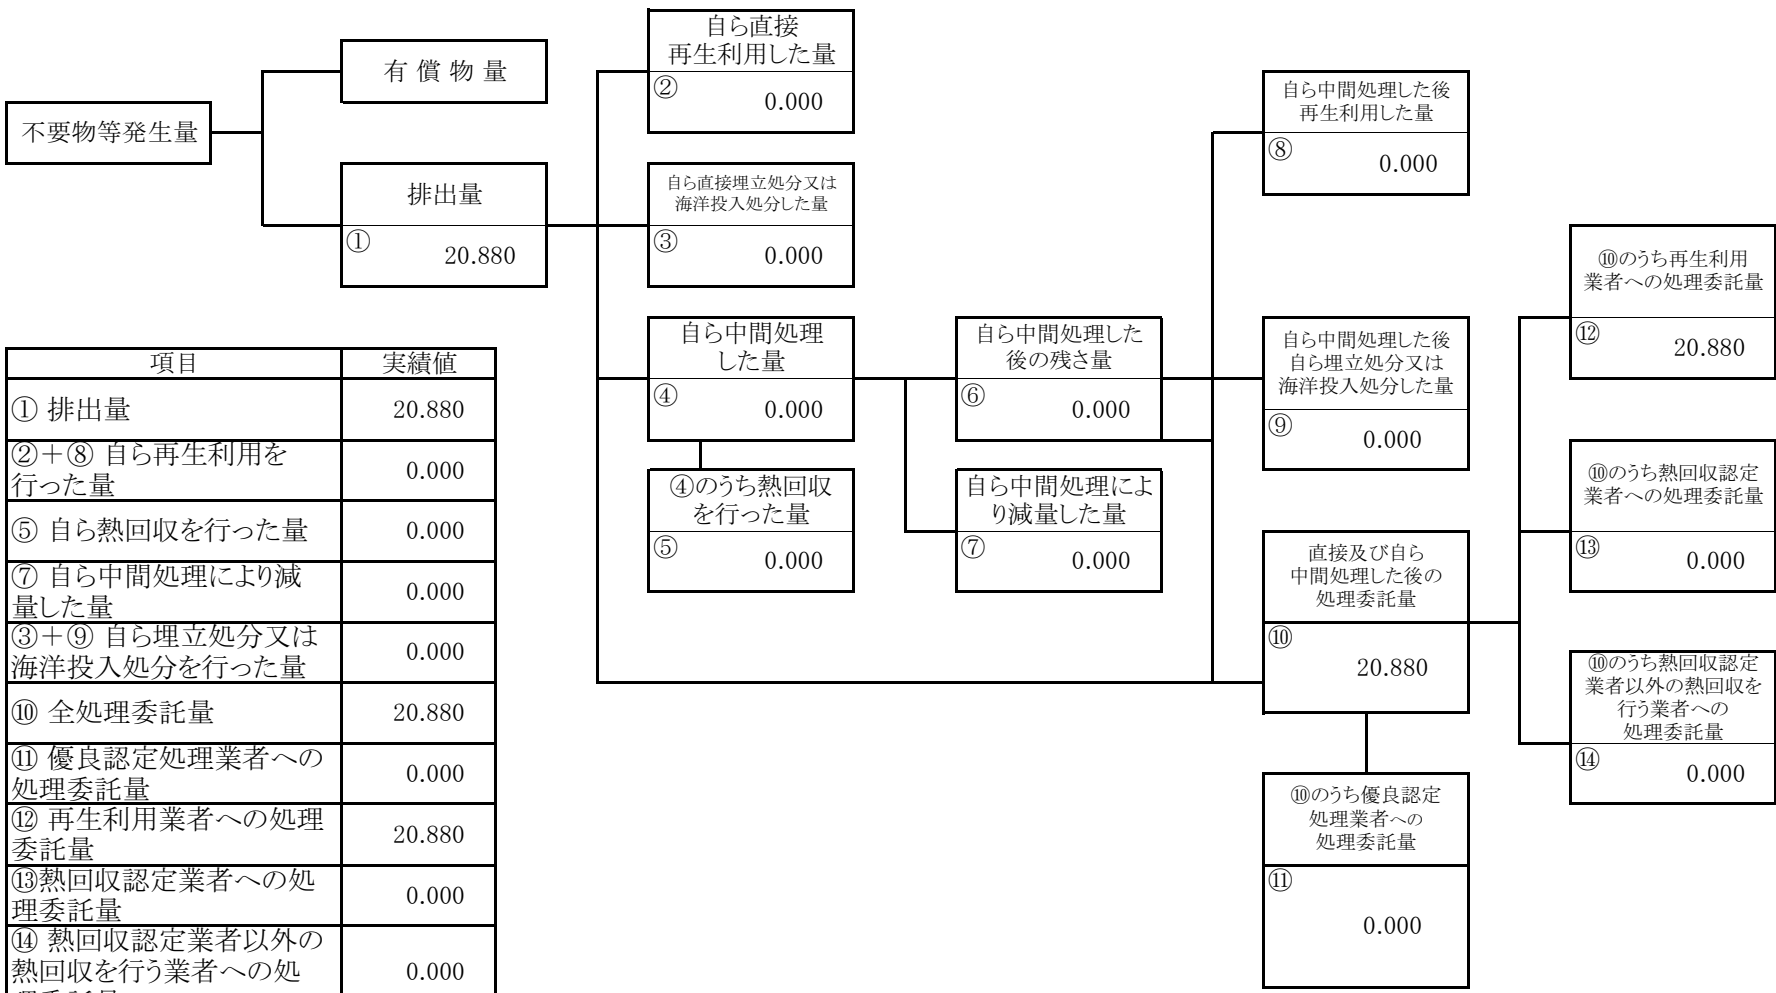 不要物等発生量
有 償 物 量
排出量
①
20.880
自ら直接
再生利用した量
②
0.000
自ら直接埋立処分又は
海洋投入処分した量
③
0.000
自ら中間処理
した量
④
0.000
④のうち熱回収
を行った量
⑤
0.000
自ら中間処理した
後の残さ量
⑥
0.000
自ら中間処理によ
り減量した量
⑦
0.000
自ら中間処理した後
再生利用した量
⑧
0.000
自ら中間処理した後
自ら埋立処分又は
海洋投入処分した量
⑨
0.000
直接及び自ら
中間処理した後の
処理委託量
⑩
20.880
⑩のうち優良認定
処理業者への
処理委託量
⑪
0.000
⑩のうち再生利用
業者への処理委託量
⑫
20.880
⑩のうち熱回収認定
業者への処理委託量
⑬
0.000
⑩のうち熱回収認定
業者以外の熱回収を
行う業者への
処理委託量
⑭
0.000
項目 実績値
① 排出量 20.880
②＋⑧ 自ら再生利用を
行った量 0.000
⑤ 自ら熱回収を行った量 0.000
⑦ 自ら中間処理により減
量した量 0.000
③＋⑨ 自ら埋立処分又は
海洋投入処分を行った量 0.000
⑩ 全処理委託量 20.880
⑪ 優良認定処理業者への
処理委託量 0.000
⑫ 再生利用業者への処理
委託量 20.880
⑬熱回収認定業者への処
理委託量 0.000
⑭ 熱回収認定業者以外の
熱回収を行う業者への処 0.000